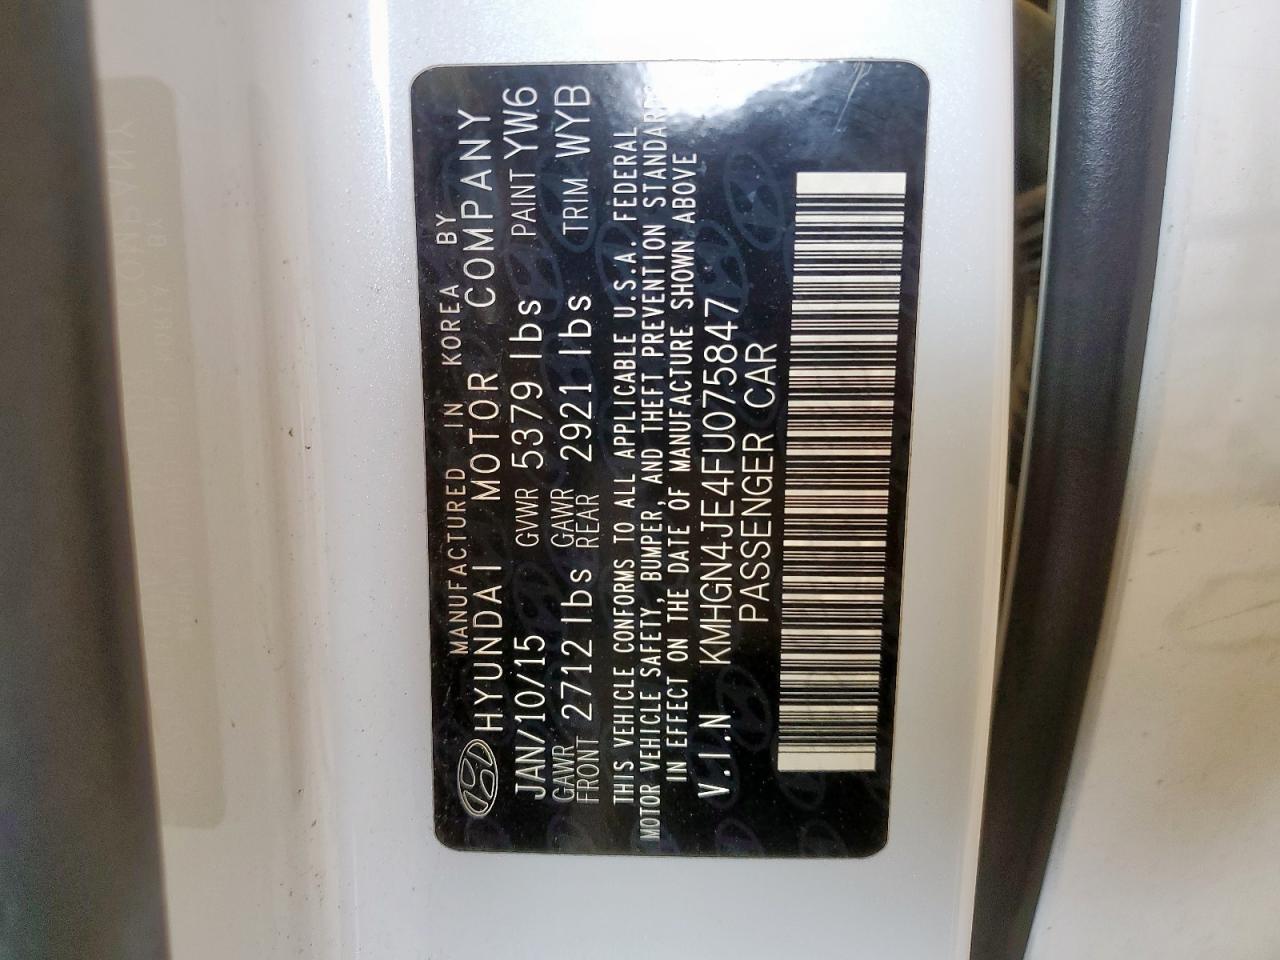 MANUFACTURED IN KOREA BY
HYUNDAI MOTOR COMPANY
JAN/10/15 GVWR 5379 lbs PAINT YW6
GAWR FRONT 2712 lbs GAWR REAR 2921 lbs TRIM WYB
THIS VEHICLE CONFORMS TO ALL APPLICABLE U.S.A. FEDERAL
MOTOR VEHICLE SAFETY, BUMPER, AND THEFT PREVENTION STANDARD
IN EFFECT ON THE DATE OF MANUFACTURE SHOWN ABOVE
V.I.N KMHGN4JE4FU075847
PASSENGER CAR